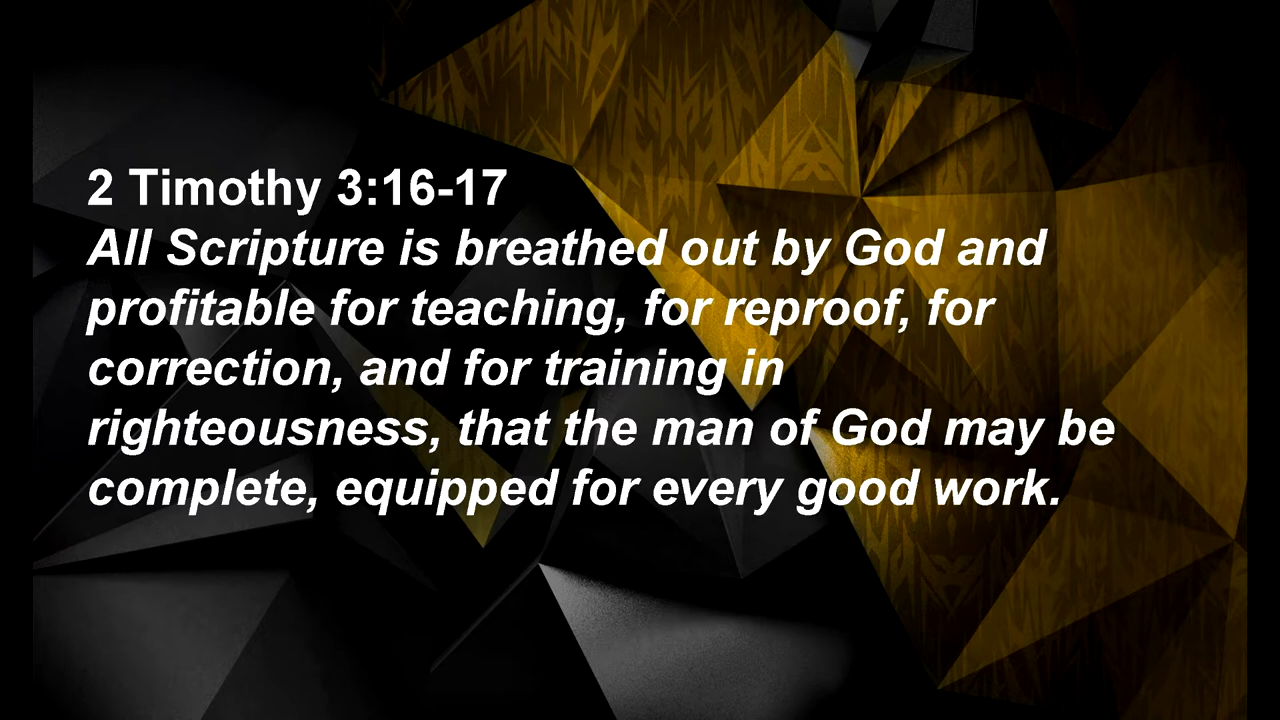 2 Timothy 3:16-17
All Scripture is breathed out by God and
profitable for teaching, for reproof, for
correction, and for training in
righteousness, that the man of God may be
complete, equipped for every good work.